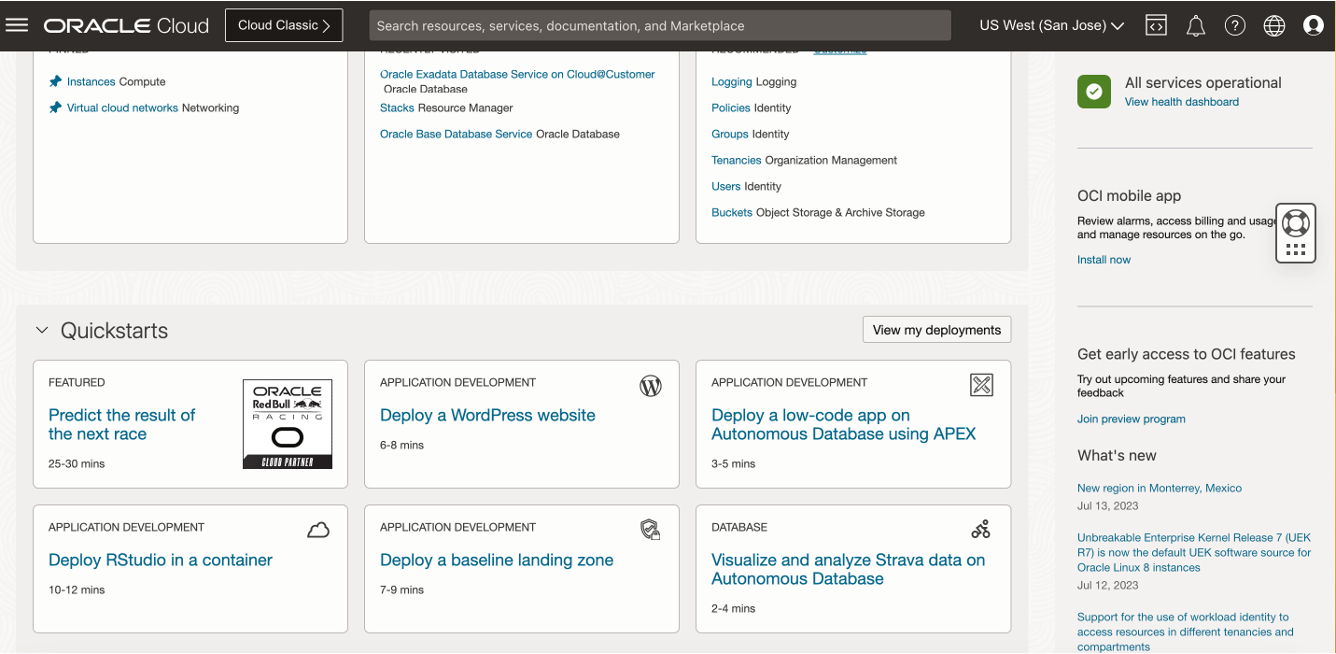 ORACLE Cloud
Cloud Classic
Search resources, services, documentation, and Marketplace
US West (San Jose)
PINNED
Instances Compute
Virtual cloud networks Networking
RECENTLY VISITED
Oracle Exadata Database Service on Cloud@Customer
Oracle Database
Stacks Resource Manager
Oracle Base Database Service Oracle Database
RECOMMENDED Customize
Logging Logging
Policies Identity
Groups Identity
Tenancies Organization Management
Users Identity
Buckets Object Storage & Archive Storage
Quickstarts
View my deployments
FEATURED
Predict the result of
the next race
25-30 mins
ORACLE
Red Bull
RACING
CLOUD PARTNER
APPLICATION DEVELOPMENT
Deploy a WordPress website
6-8 mins
APPLICATION DEVELOPMENT
Deploy a low-code app on
Autonomous Database using APEX
3-5 mins
APPLICATION DEVELOPMENT
Deploy RStudio in a container
10-12 mins
APPLICATION DEVELOPMENT
Deploy a baseline landing zone
7-9 mins
DATABASE
Visualize and analyze Strava data on
Autonomous Database
2-4 mins
All services operational
View health dashboard
OCI mobile app
Review alarms, access billing and usage
and manage resources on the go.
Install now
Get early access to OCI features
Try out upcoming features and share your
feedback
Join preview program
What's new
New region in Monterrey, Mexico
Jul 13, 2023
Unbreakable Enterprise Kernel Release 7 (UEK
R7) is now the default UEK software source for
Oracle Linux 8 instances
Jul 12, 2023
Support for the use of workload identity to
access resources in different tenancies and
compartments